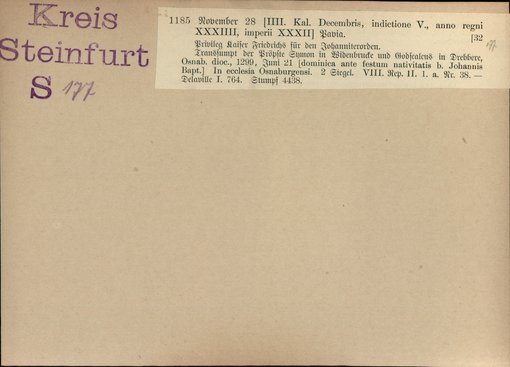 Kreis
Steinfurt
S 177
1185 November 28 [IIII. Kal. Decembris, indictione V., anno regni
XXXIIII, imperii XXXII] Pavia. [32
177.
Privileg Kaiser Friedrichs für den Johanniterorden.
Transsumpt der Pröpste Symon in Widenbrucke und Godscalcus in Drebbere,
Osnab. dioc., 1299, Juni 21 [dominica ante festum nativitatis b. Johannis
Bapt.] In ecclesia Osnaburgensi. 2 Siegel. VIII. Rep. II. 1. a. Nr. 38. —
Delaville I. 764. Stumpf 4438.